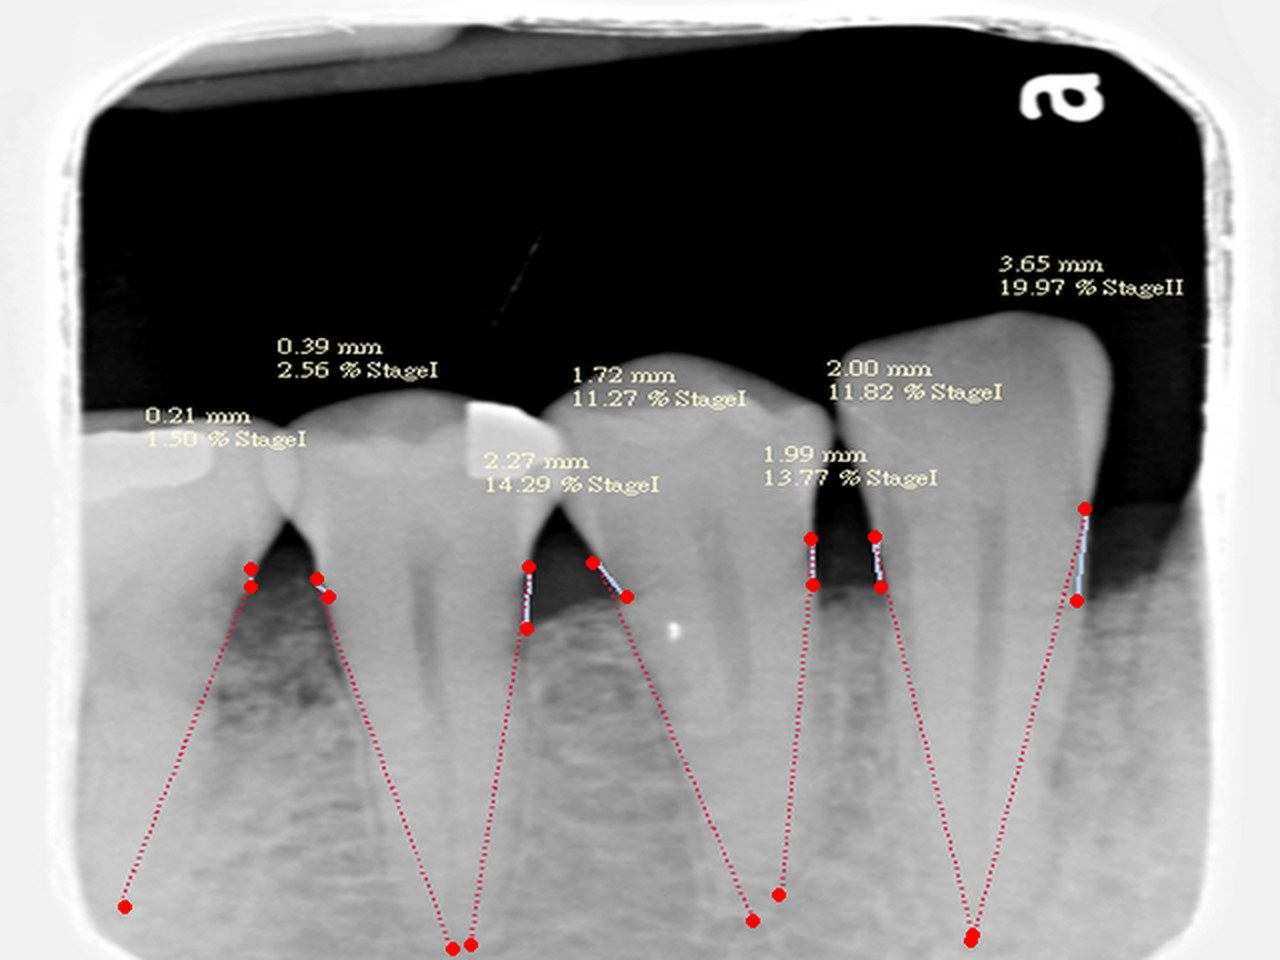 a
3.65 mm
19.97 % StageII
0.39 mm
2.56 % StageI
1.72 mm
11.27 % StageI
2.00 mm
11.82 % StageI
0.21 mm
1.50 % StageI
2.27 mm
14.29 % StageI
1.99 mm
13.77 % StageI